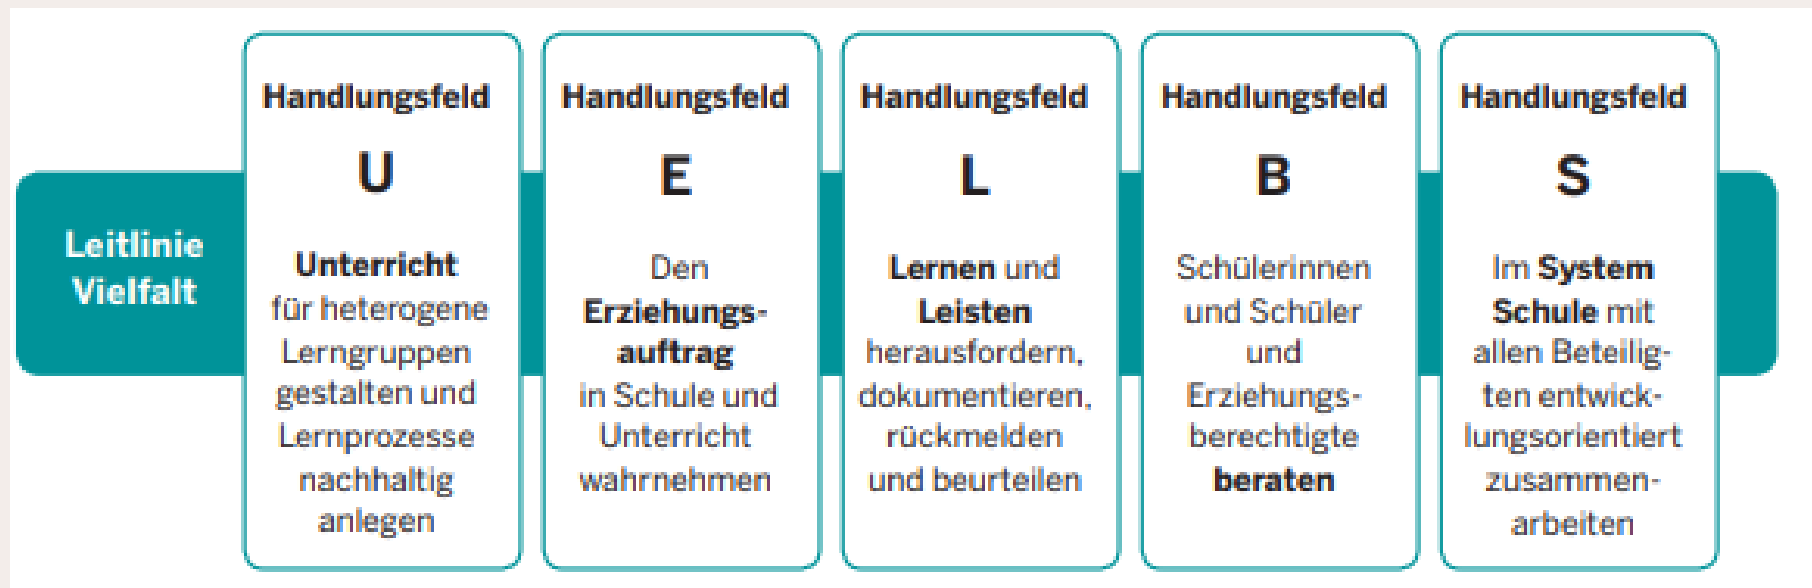 Leitlinie
Vielfalt
Handlungsfeld
U
Unterricht
für heterogene
Lerngruppen
gestalten und
Lernprozesse
nachhaltig
anlegen
Handlungsfeld
E
Den
Erziehungs-
auftrag
in Schule und
Unterricht
wahrnehmen
Handlungsfeld
L
Lernen und
Leisten
herausfordern,
dokumentieren,
rückmelden
und beurteilen
Handlungsfeld
B
Schülerinnen
und Schüler
und
Erziehungs-
berechtigte
beraten
Handlungsfeld
S
Im System
Schule mit
allen Beteilig-
ten entwick-
lungsorientiert
zusammen-
arbeiten